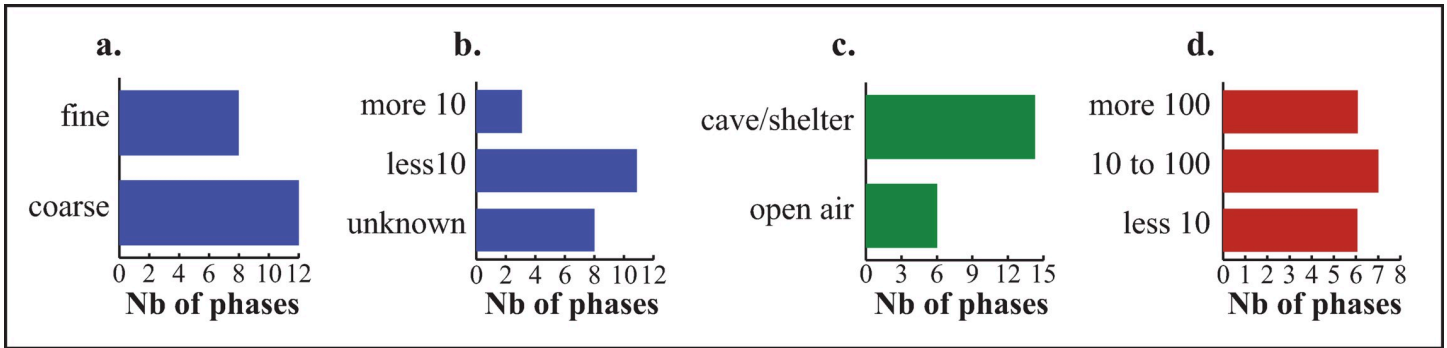 a.
fine
coarse
0 2 4 6 8 10 12
Nb of phases
b.
more 10
less10
unknown
0 2 4 6 8 10 12
Nb of phases
c.
cave/shelter
open air
0 3 6 9 12 15
Nb of phases
d.
more 100
10 to 100
less 10
0 1 2 3 4 5 6 7 8
Nb of phases